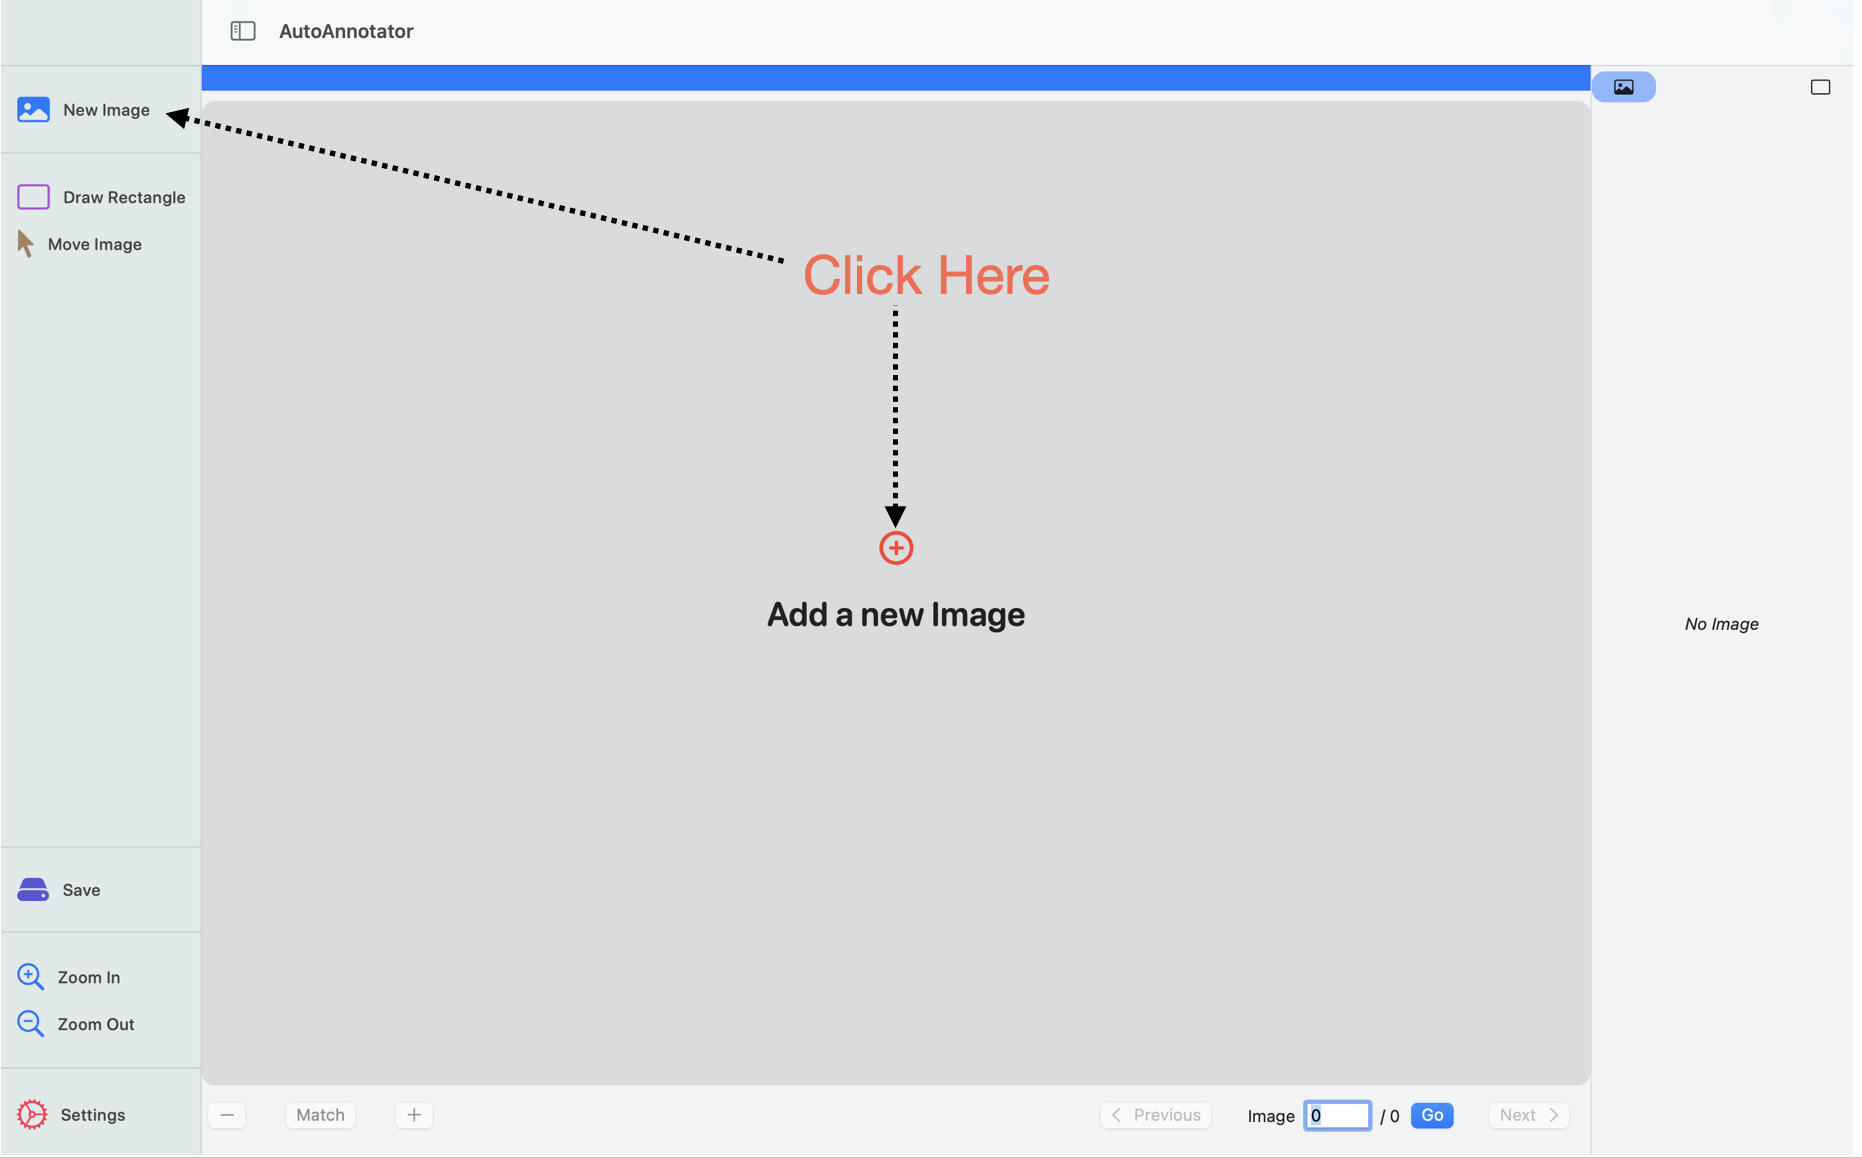 AutoAnnotator
New Image
Draw Rectangle
Move Image
Click Here
Add a new Image
No Image
Save
Zoom In
Zoom Out
Settings
− Match + < Previous Image 0 / 0 Go Next >